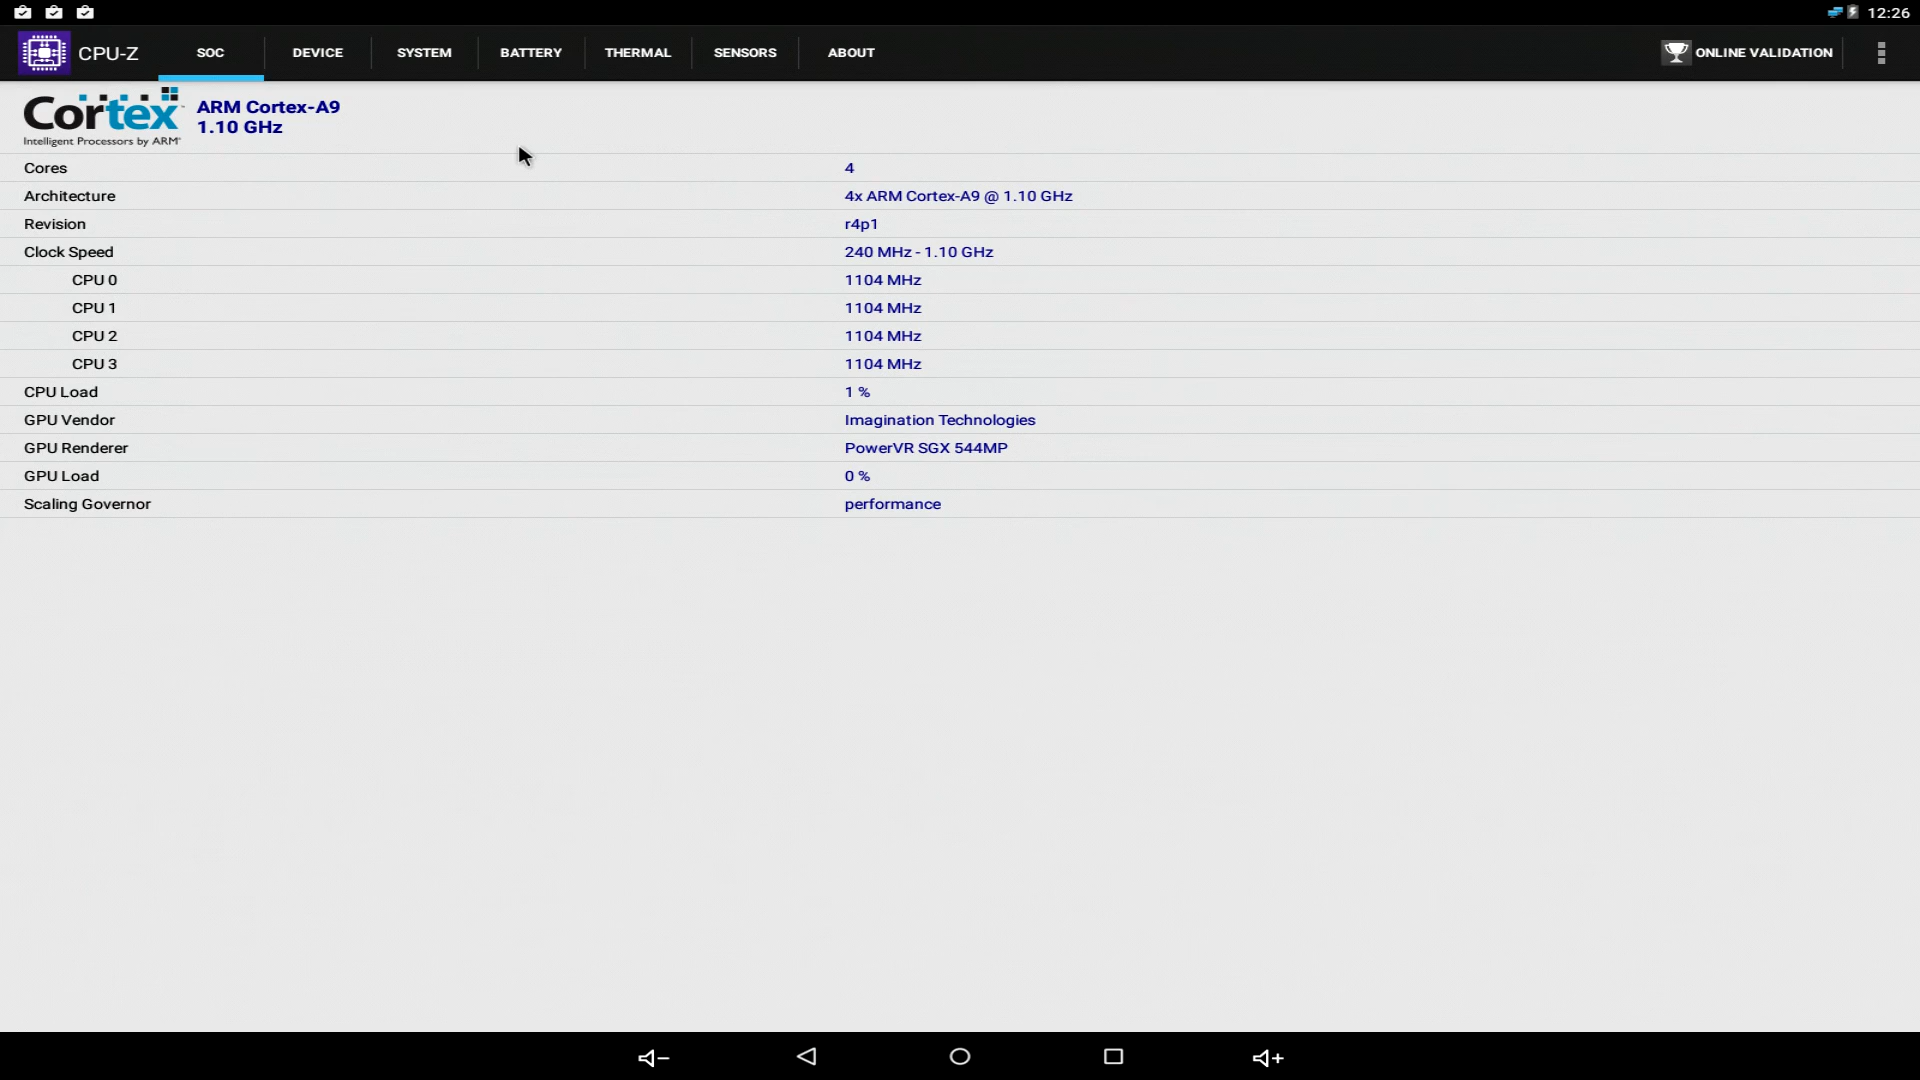 12:26
CPU-Z SOC DEVICE SYSTEM BATTERY THERMAL SENSORS ABOUT ONLINE VALIDATION
Cortex
Intelligent Processors by ARM®
ARM Cortex-A9
1.10 GHz
Cores 4
Architecture 4x ARM Cortex-A9 @ 1.10 GHz
Revision r4p1
Clock Speed 240 MHz - 1.10 GHz
CPU 0 1104 MHz
CPU 1 1104 MHz
CPU 2 1104 MHz
CPU 3 1104 MHz
CPU Load 1 %
GPU Vendor Imagination Technologies
GPU Renderer PowerVR SGX 544MP
GPU Load 0 %
Scaling Governor performance